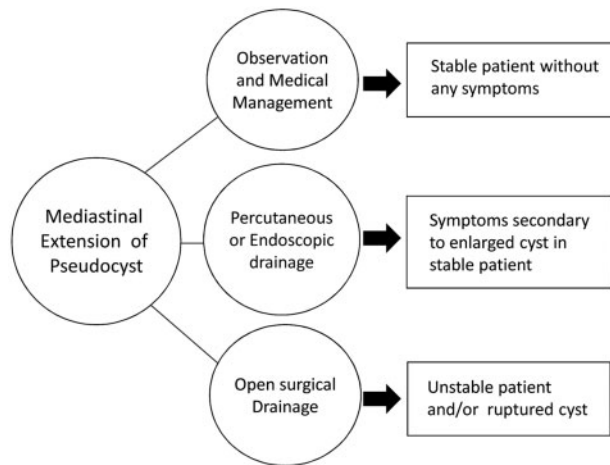 Observation
and Medical
Management
Stable patient without
any symptoms
Mediastinal
Extension of
Pseudocyst
Percutaneous
or Endoscopic
drainage
Symptoms secondary
to enlarged cyst in
stable patient
Open surgical
Drainage
Unstable patient
and/or ruptured cyst